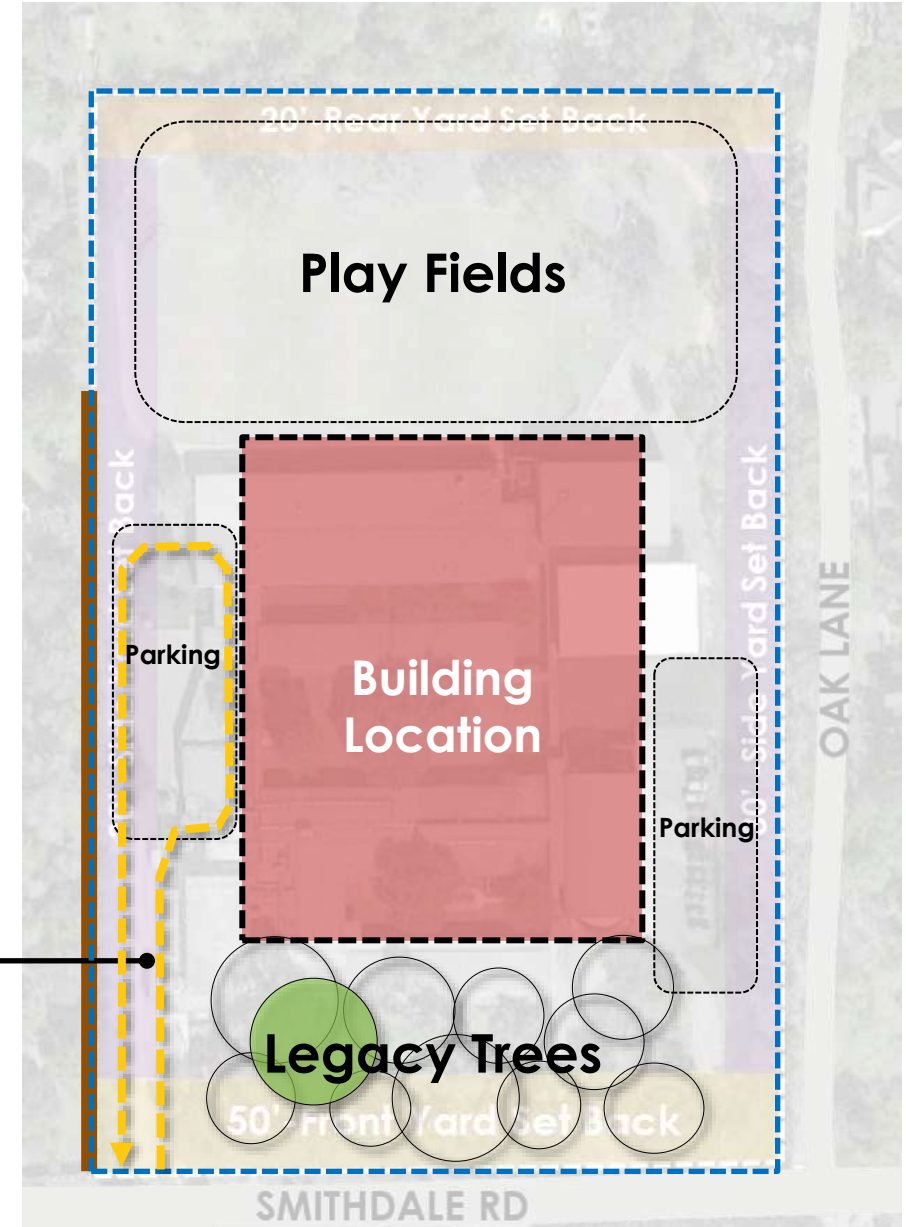 20' Rear Yard Set Back
Play Fields
Back
Side Yard Set Back
OAK LANE
Parking
Building
Location
Parking
Legacy Trees
50' Front Yard Set Back
SMITHDALE RD